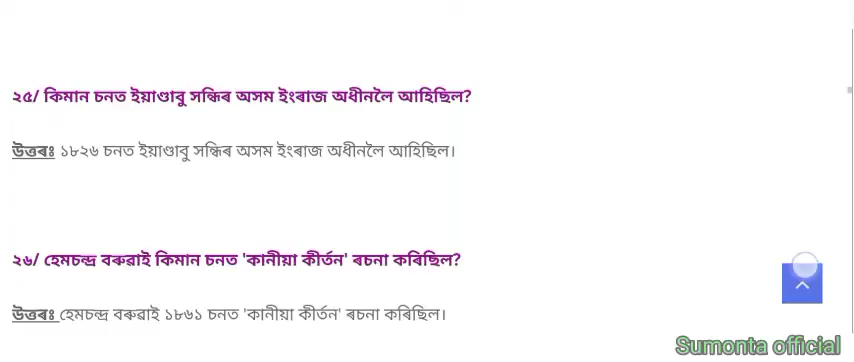 ২৫/ কিমান চনত ইয়াণ্ডাবু সন্ধিৰ অসম ইংৰাজ অধীনলৈ আহিছিল?
উত্তৰঃ ১৮২৬ চনত ইয়াণ্ডাবু সন্ধিৰ অসম ইংৰাজ অধীনলৈ আহিছিল।
২৬/ হেমচন্দ্ৰ বৰুৱাই কিমান চনত 'কানীয়া কীৰ্তন' ৰচনা কৰিছিল?
উত্তৰঃ হেমচন্দ্ৰ বৰুৱাই ১৮৬১ চনত 'কানীয়া কীৰ্তন' ৰচনা কৰিছিল।
Sumonta official